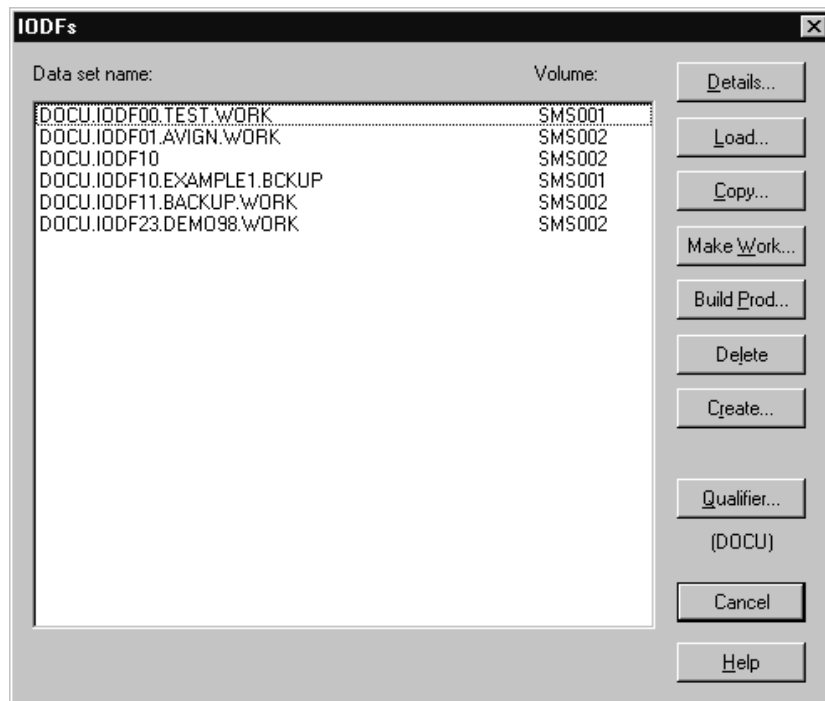 IODFs
Data set name: Volume:
DOCU.IODF00.TEST.WORK SMS001
DOCU.IODF01.AVIGN.WORK SMS002
DOCU.IODF10 SMS002
DOCU.IODF10.EXAMPLE1.BCKUP SMS001
DOCU.IODF11.BACKUP.WORK SMS002
DOCU.IODF23.DEMO98.WORK SMS002
Details...
Load...
Copy...
Make Work...
Build Prod...
Delete
Create...
Qualifier...
(DOCU)
Cancel
Help